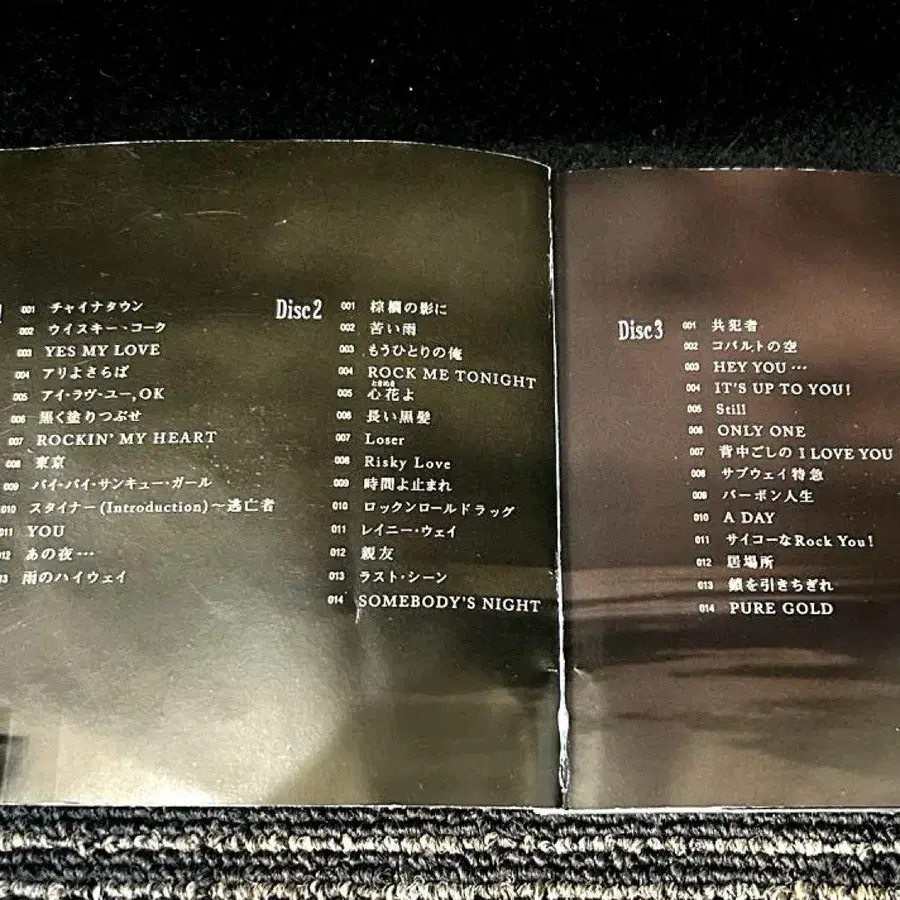 001 チャイナタウン
002 ウイスキー・コーク
003 YES MY LOVE
004 アリよさらば
005 アイ・ラヴ・ユー,OK
006 黒く塗りつぶせ
007 ROCKIN' MY HEART
008 東京
009 バイ・バイ・サンキュー・ガール
010 スタイナー(Introduction)〜逃亡者
011 YOU
012 あの夜…
13 雨のハイウェイ
Disc2
001 棕櫚の影に
002 苦い雨
003 もうひとりの俺
004 ROCK ME TONIGHT
ときめき
005 心花よ
006 長い黒髪
007 Loser
008 Risky Love
009 時間よ止まれ
010 ロックンロールドラッグ
011 レイニー・ウェイ
012 親友
013 ラスト・シーン
014 SOMEBODY'S NIGHT
Disc3
001 共犯者
002 コバルトの空
003 HEY YOU…
004 IT'S UP TO YOU!
005 Still
006 ONLY ONE
007 背中ごしの I LOVE YOU
008 サブウェイ特急
009 バーボン人生
010 A DAY
011 サイコーな Rock You!
012 居場所
013 鎖を引きちぎれ
014 PURE GOLD